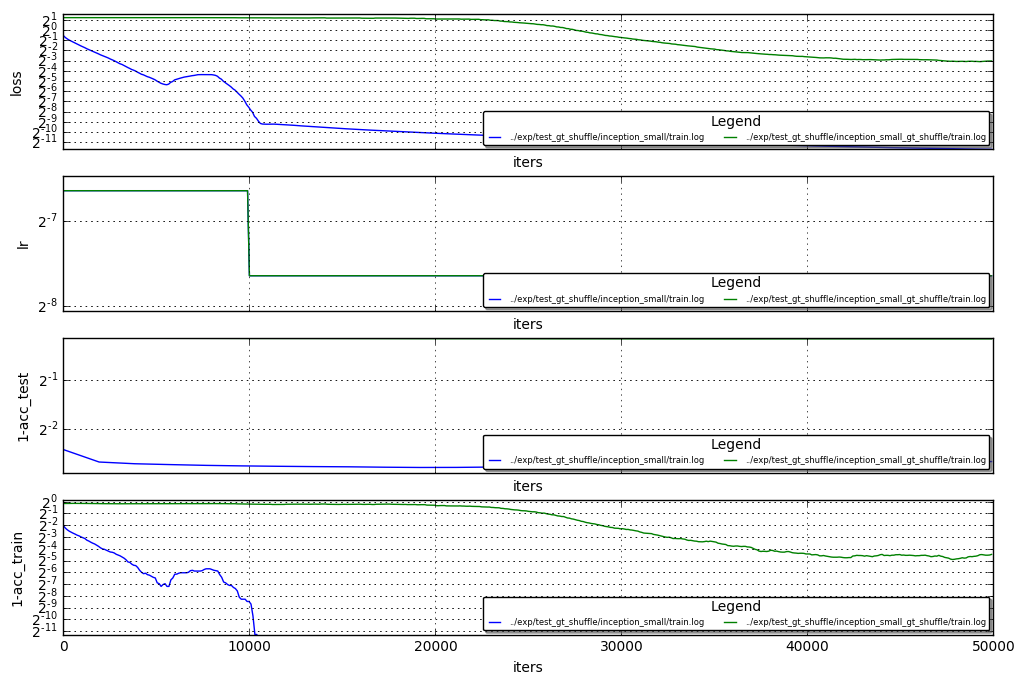 2^1
2^0
2^-1
2^-2
2^-3
2^-4
2^-5
2^-6
2^-7
2^-8
2^-9
2^-10
2^-11
loss
Legend
../exp/test_gt_shuffle/inception_small/train.log ../exp/test_gt_shuffle/inception_small_gt_shuffle/train.log
iters
2^-7
2^-8
lr
Legend
../exp/test_gt_shuffle/inception_small/train.log ../exp/test_gt_shuffle/inception_small_gt_shuffle/train.log
iters
2^-1
2^-2
1-acc_test
Legend
../exp/test_gt_shuffle/inception_small/train.log ../exp/test_gt_shuffle/inception_small_gt_shuffle/train.log
iters
2^0
2^-1
2^-2
2^-3
2^-4
2^-5
2^-6
2^-7
2^-8
2^-9
2^-10
2^-11
1-acc_train
Legend
../exp/test_gt_shuffle/inception_small/train.log ../exp/test_gt_shuffle/inception_small_gt_shuffle/train.log
0 10000 20000 30000 40000 50000
iters